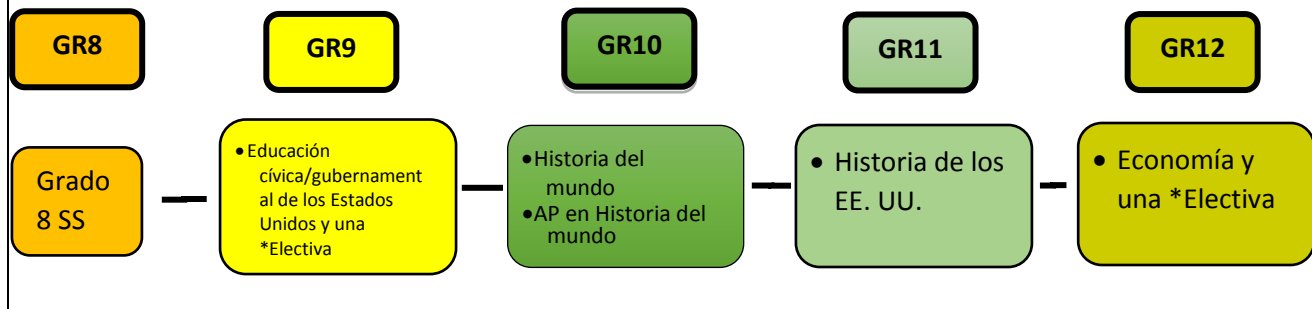 GR8
GR9
GR10
GR11
GR12
Grado
8 SS
• Educación
cívica/gubernament
al de los Estados
Unidos y una
*Electiva
•Historia del
mundo
•AP en Historia del
mundo
• Historia de los
EE. UU.
• Economía y
una *Electiva